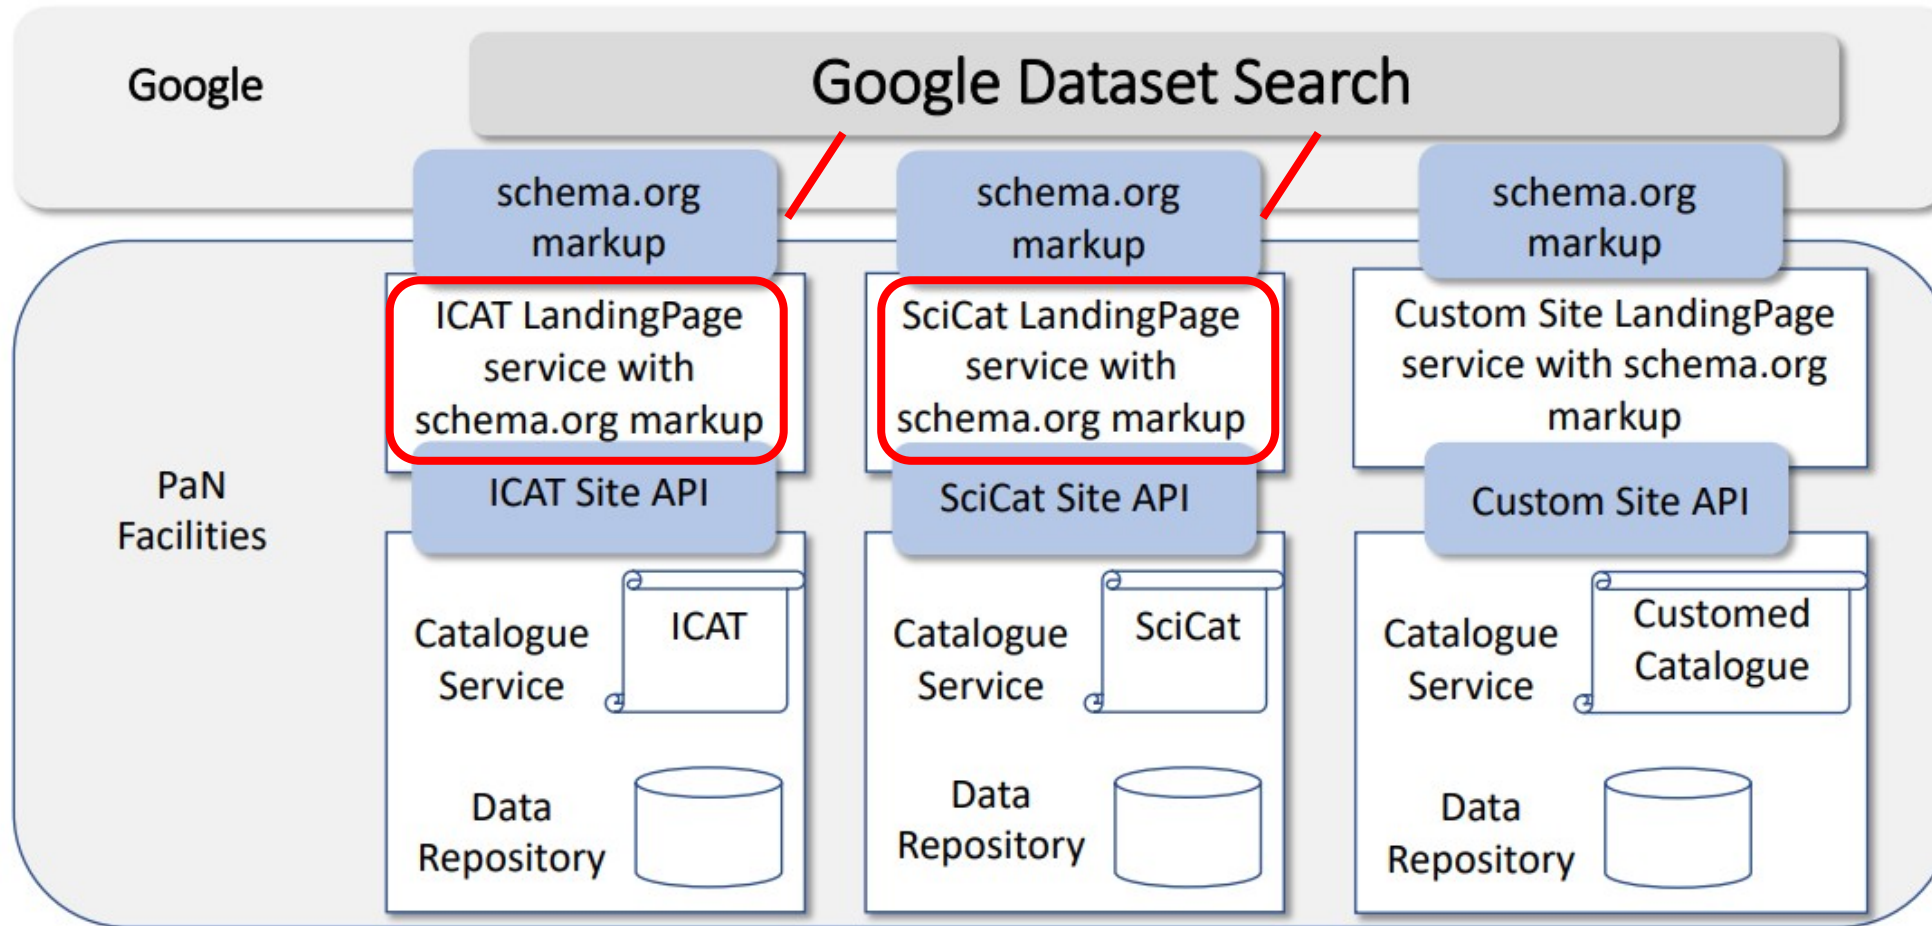 Google
Google Dataset Search
schema.org
markup
schema.org
markup
schema.org
markup
ICAT LandingPage
service with
schema.org markup
SciCat LandingPage
service with
schema.org markup
Custom Site LandingPage
service with schema.org
markup
PaN
Facilities
ICAT Site API
SciCat Site API
Custom Site API
Catalogue
Service
ICAT
Catalogue
Service
SciCat
Catalogue
Service
Customed
Catalogue
Data
Repository
Data
Repository
Data
Repository